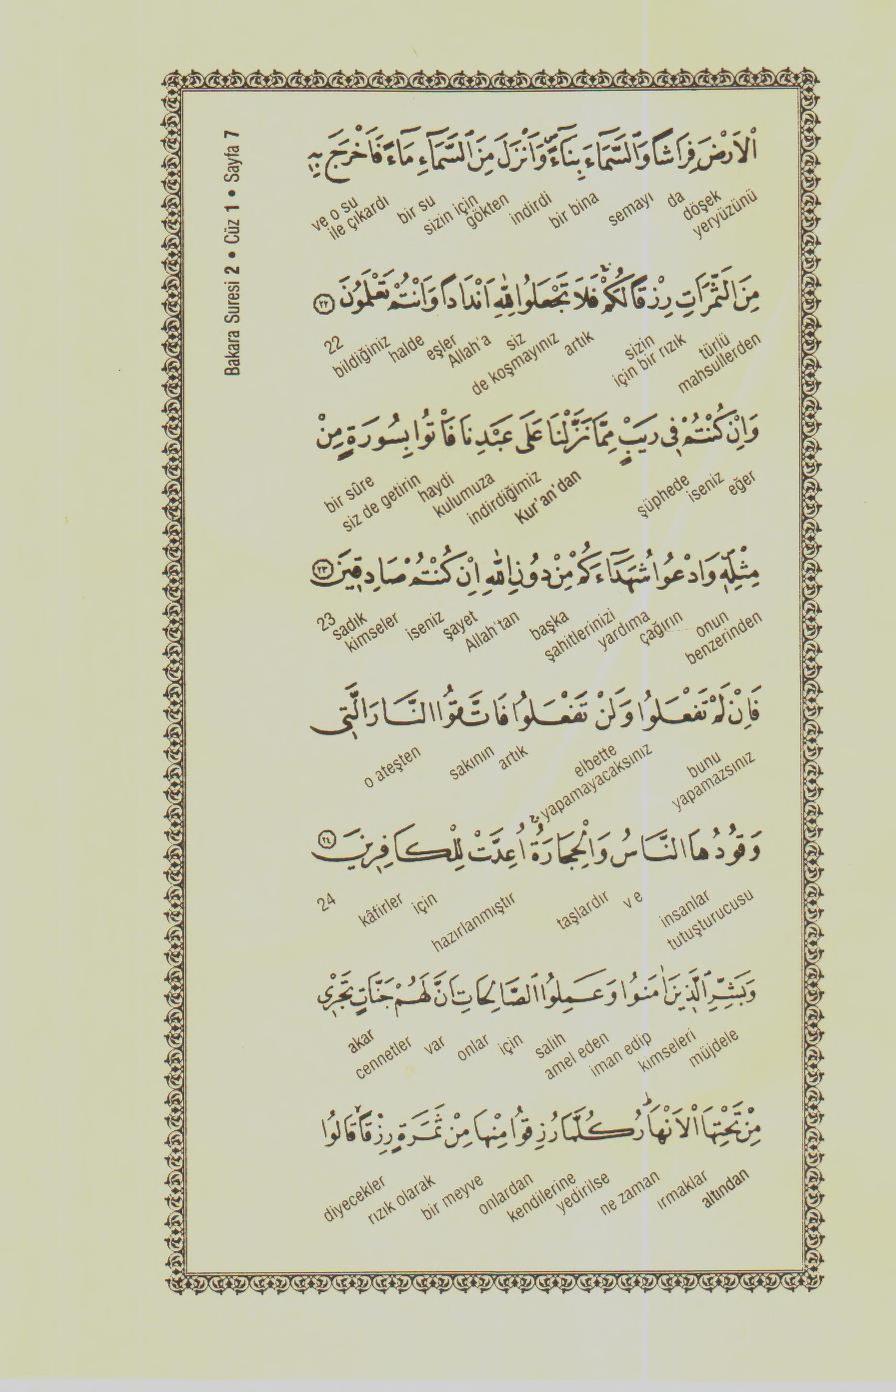 Bakara Suresi 2 • Cüz 1 • Sayfa 7
اْلاَرْضَ فِرَاشًا وَالسَّمَٓاءَ بِنَٓاءً وَاَنْزَلَ مِنَ السَّمَٓاءِ مَٓاءً فَاَخْرَجَ بِهٖ
yeryüzünü döşek da semayı bir bina indirdi gökten sizin için bir su ve o su ile çıkardı
مِنَ الثَّمَرَاتِ رِزْقًا لَكُمْۚ فَلَا تَجْعَلُوا لِلّٰهِ اَنْدَادًا وَاَنْتُمْ تَعْلَمُونَ ﴿٢٢﴾
türlü mahsullerden sizin için bir rızık artık siz de koşmayınız Allah'a eşler halde bildiğiniz 22
وَاِنْ كُنْتُمْ فٖى رَيْبٍ مِمَّا نَزَّلْنَا عَلٰى عَبْدِنَا فَأْتُوا بِسُورَةٍ مِنْ
eğer iseniz şüphede Kur'an'dan indirdiğimiz kulumuza haydi siz de getirin bir sûre
مِثْلِهٖ وَادْعُوا شُهَدَٓاءَكُمْ مِنْ دُونِ اللّٰهِ اِنْ كُنْتُمْ صَادِقٖينَ ﴿٢٣﴾
onun benzerinden çağırın yardıma şahitlerinizi başka Allah'tan şayet iseniz sadık kimseler 23
فَاِنْ لَمْ تَفْعَلُوا وَلَنْ تَفْعَلُوا فَاتَّقُوا النَّارَ الَّتٖى
bunu yapamazsınız elbette yapamayacaksınız artık sakının o ateşten
وَقُودُهَا النَّاسُ وَالْحِجَارَةُۚ اُعِدَّتْ لِلْكَافِرٖينَ ﴿٢٤﴾
tutuşturucusu insanlar ve taşlardır hazırlanmıştır için kâfirler 24
وَبَشِّرِ الَّذٖينَ اٰمَنُوا وَعَمِلُوا الصَّالِحَاتِ اَنَّ لَهُمْ جَنَّاتٍ تَجْرٖى
müjdele kımseleri iman edip amel eden salih için onlar var cennetler akar
مِنْ تَحْتِهَا الْاَنْهَارُؕ كُلَّمَا رُزِقُوا مِنْهَا مِنْ ثَمَرَةٍ رِزْقًاۙ قَالُوا
altından ırmaklar ne zaman yedirilse kendilerine onlardan bir meyve rızık olarak diyecekler